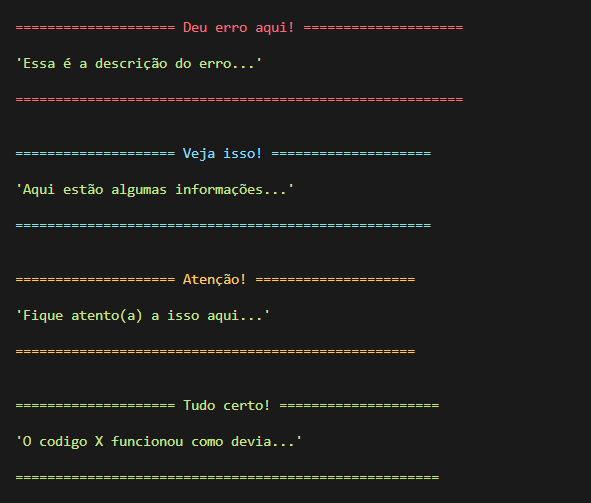 ==================== Deu erro aqui! ====================
'Essa é a descrição do erro...'
========================================================
==================== Veja isso! ====================
'Aqui estão algumas informações...'
====================================================
==================== Atenção! ====================
'Fique atento(a) a isso aqui...'
==================================================
==================== Tudo certo! ====================
'O codigo X funcionou como devia...'
=====================================================